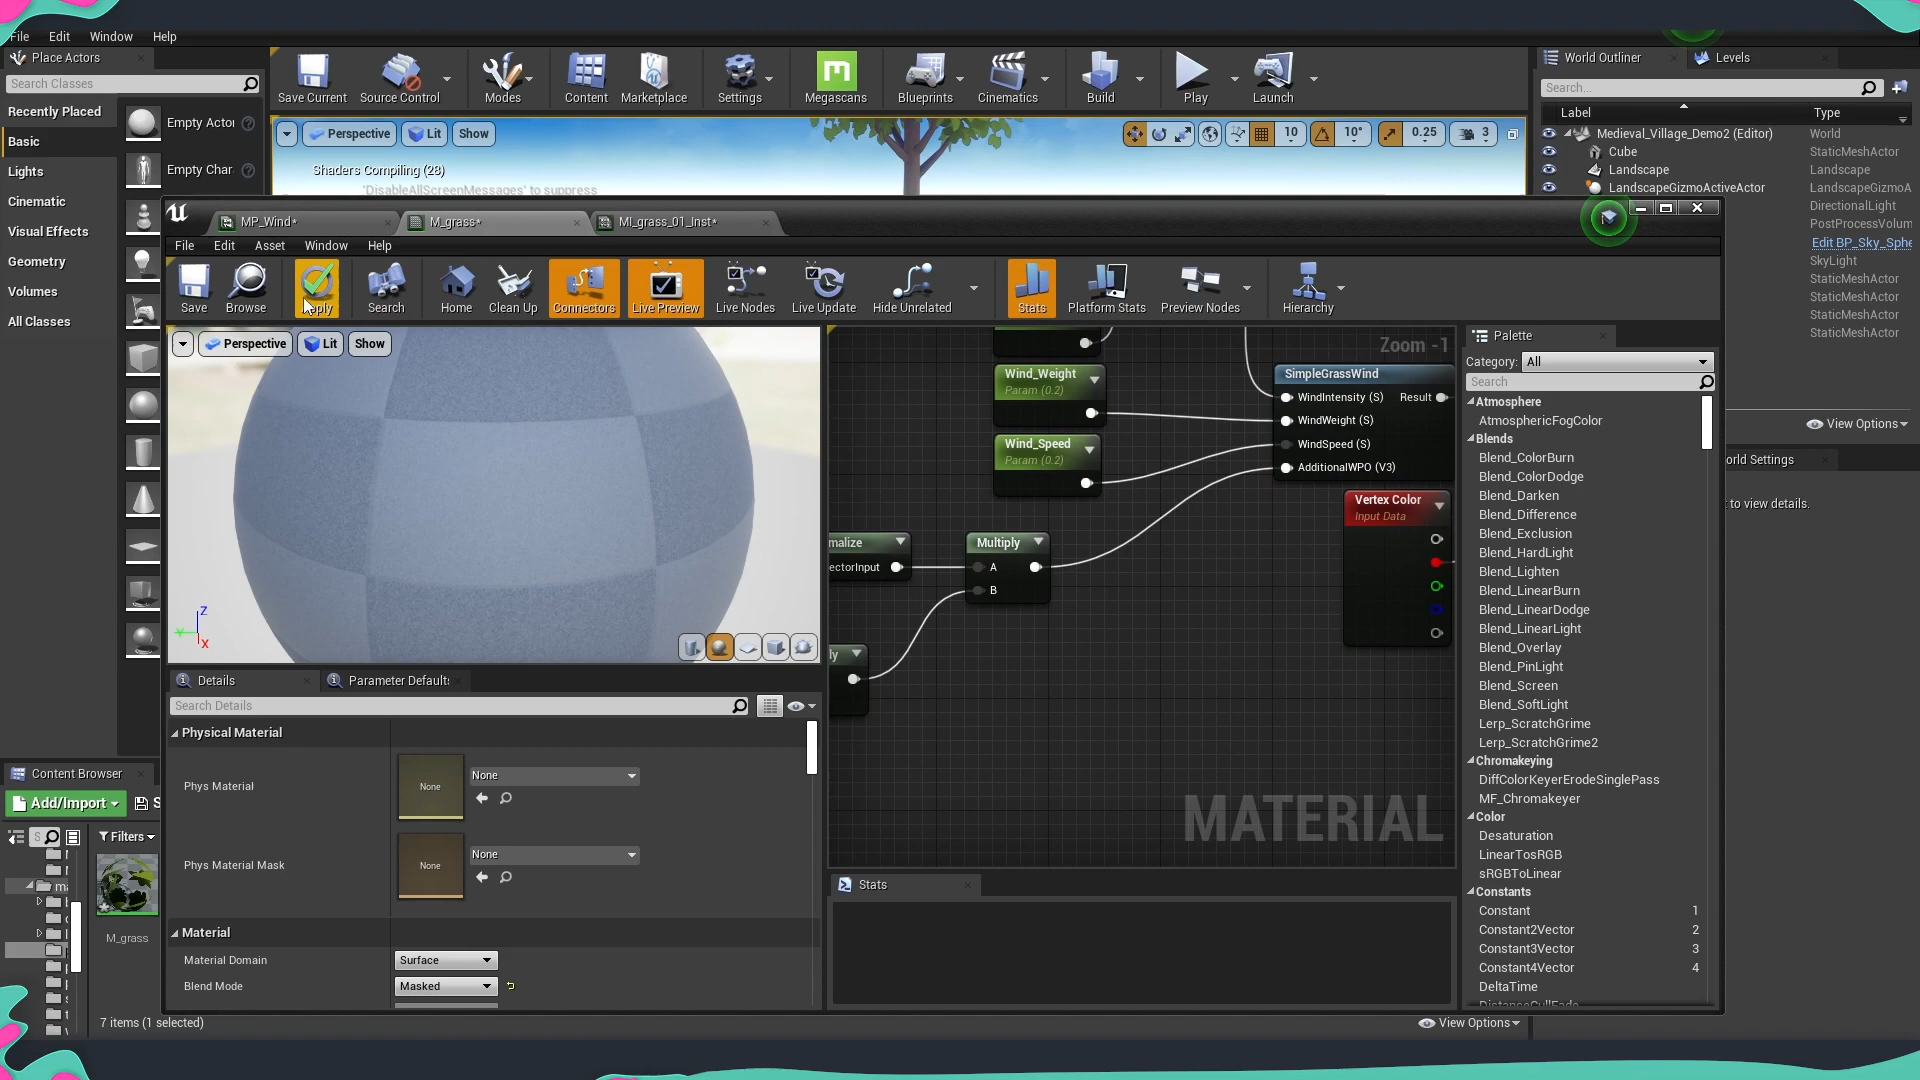 File Edit Window Help
Place Actors
Search Classes
Recently Placed
Basic
Lights
Cinematic
Visual Effects
Geometry
Volumes
All Classes
Empty Actor
Empty Char
Save Current
Source Control
Modes
Content
Marketplace
Settings
Megascans
Blueprints
Cinematics
Build
Play
Launch
Perspective
Lit
Show
10
10°
0.25
3
Shaders Compiling (28)
'DisableAllScreenMessages' to suppress
World Outliner
Levels
Search...
Label Type
Medieval_Village_Demo2 (Editor) World
Cube StaticMeshActor
Landscape Landscape
LandscapeGizmoActiveActor LandscapeGizmoA
DirectionalLight
PostProcessVolum
Edit BP_Sky_Sphe
SkyLight
StaticMeshActor
StaticMeshActor
StaticMeshActor
StaticMeshActor
View Options
orld Settings
t to view details.
MP_Wind*
M_grass*
MI_grass_01_Inst*
File Edit Asset Window Help
Save
Browse
Apply
Search
Home
Clean Up
Connectors
Live Preview
Live Nodes
Live Update
Hide Unrelated
Stats
Platform Stats
Preview Nodes
Hierarchy
Perspective
Lit
Show
Z
Y
X
Details
Parameter Default
Search Details
Physical Material
Phys Material
None
None
Phys Material Mask
None
None
Material
Material Domain
Surface
Blend Mode
Masked
Zoom -1
Wind_Weight
Param (0.2)
Wind_Speed
Param (0.2)
SimpleGrassWind
WindIntensity (S) Result
WindWeight (S)
WindSpeed (S)
AdditionalWPO (V3)
Vertex Color
Input Data
malize
ectorInput
Multiply
A
B
ly
MATERIAL
Stats
Palette
Category: All
Search
Atmosphere
AtmosphericFogColor
Blends
Blend_ColorBurn
Blend_ColorDodge
Blend_Darken
Blend_Difference
Blend_Exclusion
Blend_HardLight
Blend_Lighten
Blend_LinearBurn
Blend_LinearDodge
Blend_LinearLight
Blend_Overlay
Blend_PinLight
Blend_Screen
Blend_SoftLight
Lerp_ScratchGrime
Lerp_ScratchGrime2
Chromakeying
DiffColorKeyerErodeSinglePass
MF_Chromakeyer
Color
Desaturation
LinearTosRGB
sRGBToLinear
Constants
Constant 1
Constant2Vector 2
Constant3Vector 3
Constant4Vector 4
DeltaTime
DistanceCullFade
Content Browser
Add/Import
S
S
Filters
ma
M_grass
7 items (1 selected)
View Options